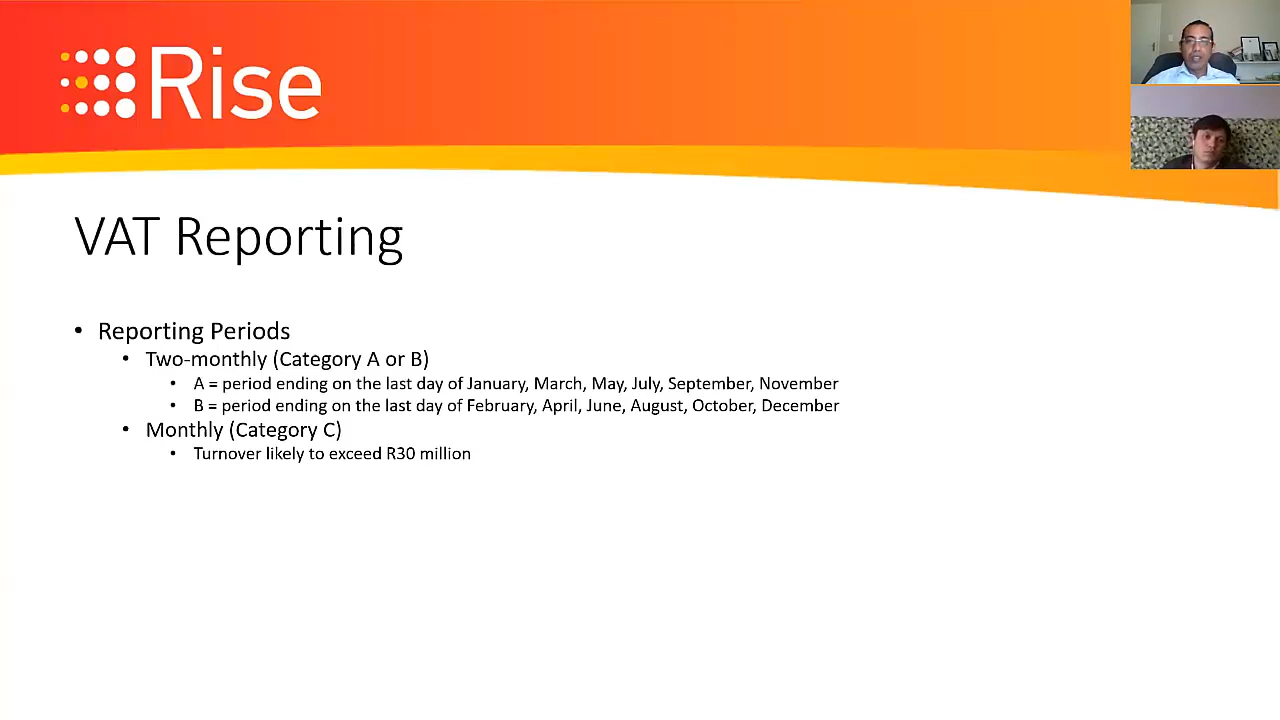 Rise
VAT Reporting
• Reporting Periods
• Two-monthly (Category A or B)
• A = period ending on the last day of January, March, May, July, September, November
• B = period ending on the last day of February, April, June, August, October, December
• Monthly (Category C)
• Turnover likely to exceed R30 million